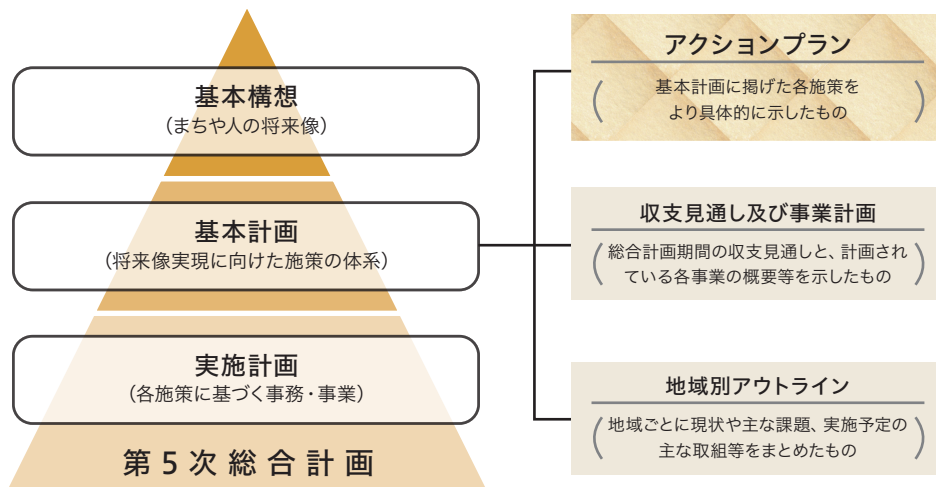 基本構想
(まちや人の将来像)
基本計画
(将来像実現に向けた施策の体系)
実施計画
(各施策に基づく事務・事業)
第5次総合計画
アクションプラン
(基本計画に掲げた各施策を
より具体的に示したもの)
収支見通し及び事業計画
(総合計画期間の収支見通しと、計画され
ている各事業の概要等を示したもの)
地域別アウトライン
(地域ごとに現状や主な課題、実施予定の
主な取組等をまとめたもの)